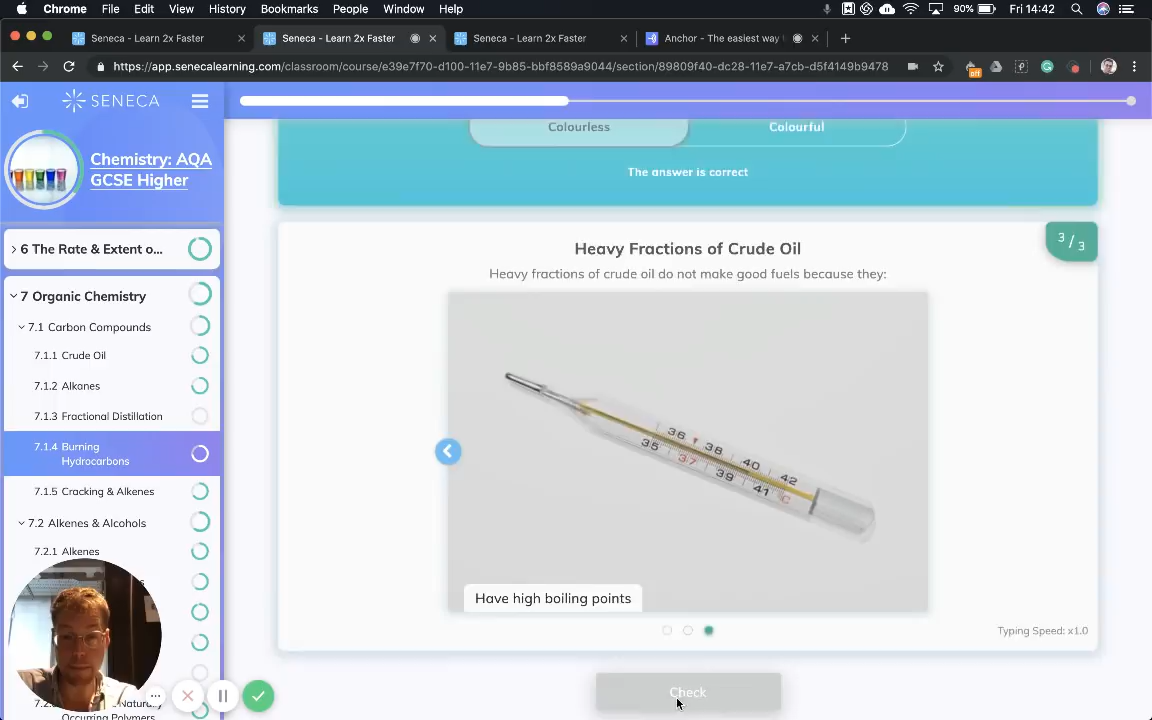 Chrome File Edit View History Bookmarks People Window Help
90% Fri 14:42
Seneca - Learn 2x Faster
Seneca - Learn 2x Faster
Seneca - Learn 2x Faster
Anchor - The easiest way
https://app.senecalearning.com/classroom/course/e39e7f70-d100-11e7-9b85-bbf8589a9044/section/89809f40-dc28-11e7-a7cb-d5f4149b9478
off
SENECA
Chemistry: AQA
GCSE Higher
6 The Rate & Extent o...
7 Organic Chemistry
7.1 Carbon Compounds
7.1.1 Crude Oil
7.1.2 Alkanes
7.1.3 Fractional Distillation
7.1.4 Burning
Hydrocarbons
7.1.5 Cracking & Alkenes
7.2 Alkenes & Alcohols
7.2.1 Alkenes
Occurring Polymers
Colourless
Colourful
The answer is correct
3/3
Heavy Fractions of Crude Oil
Heavy fractions of crude oil do not make good fuels because they:
36 38 40 42
35 37 39 41 C
Have high boiling points
Typing Speed: x1.0
Check